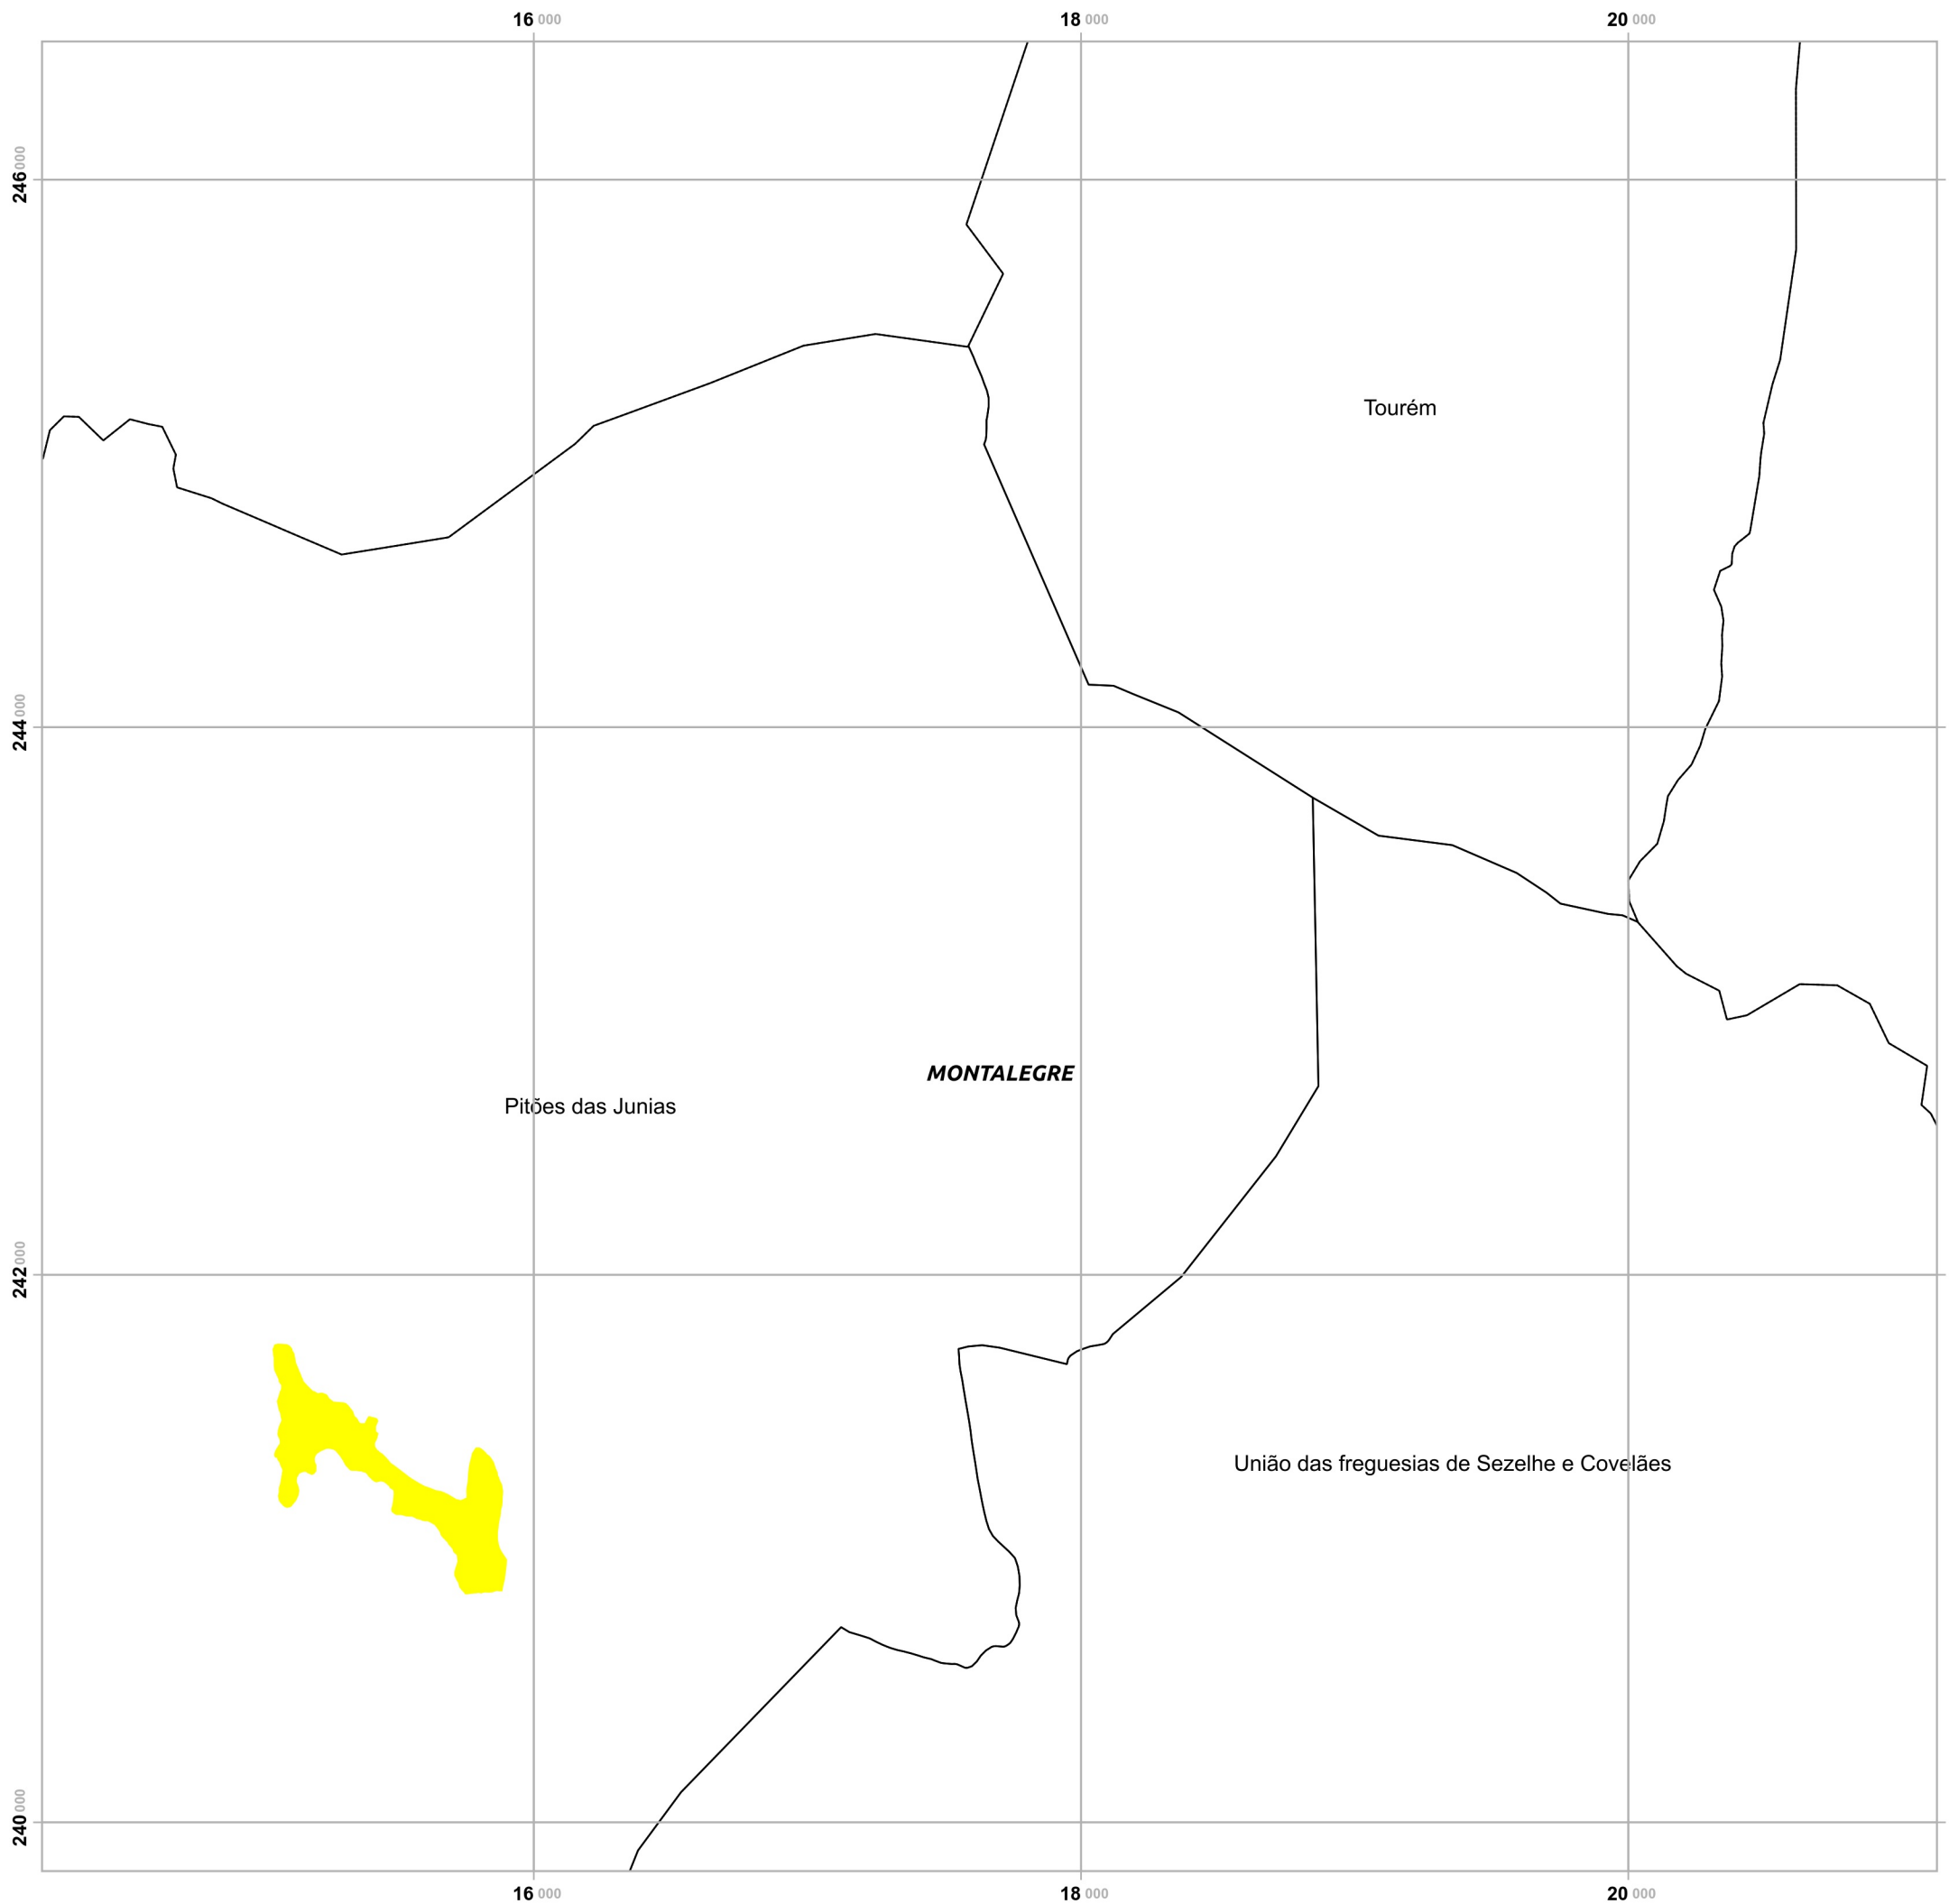 16 000
18 000
20 000
246 000
Tourém
244 000
MONTALEGRE
Pitões das Junias
242 000
União das freguesias de Sezelhe e Covelães
240 000
16 000
18 000
20 000